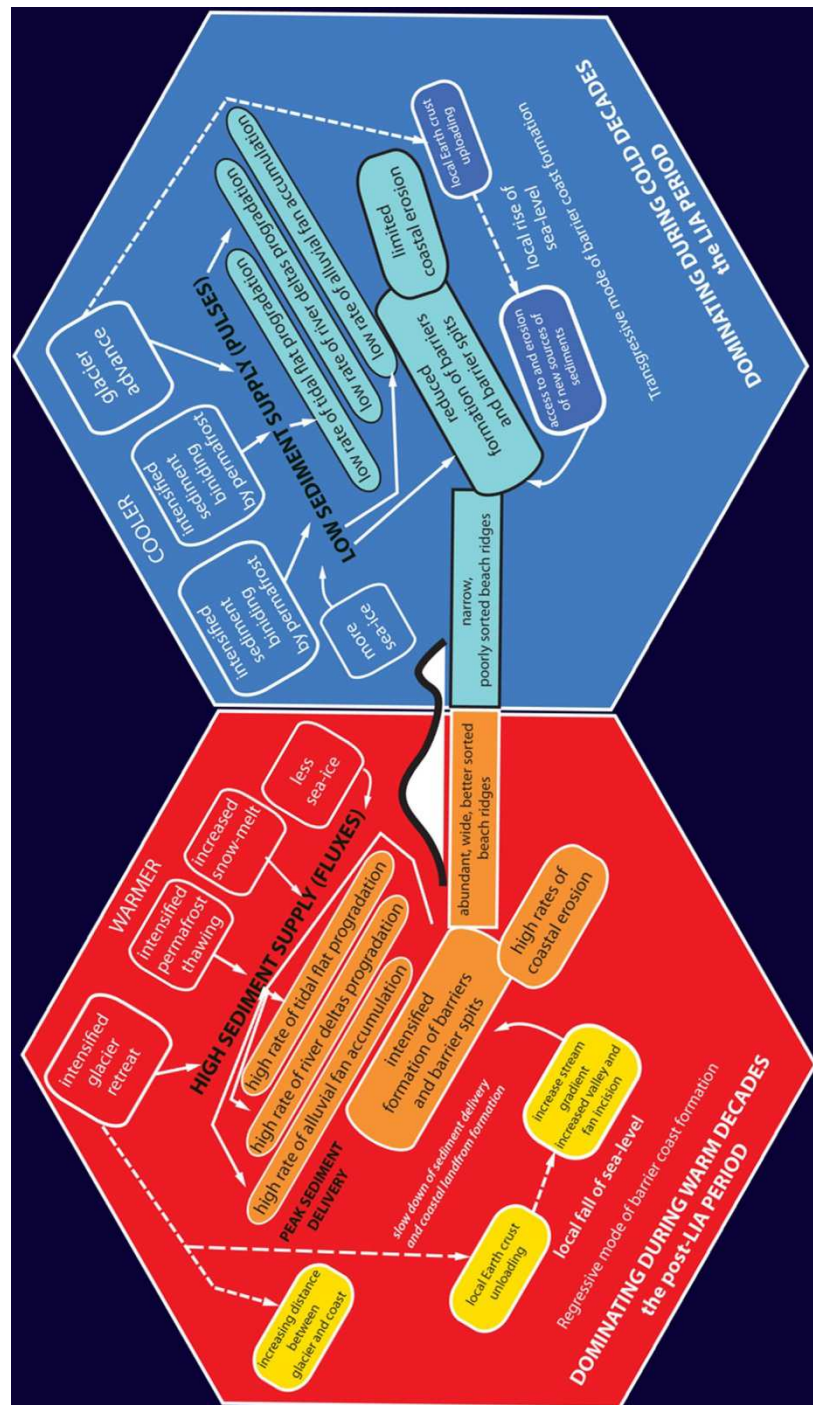 WARMER
intensified
glacier
retreat
intensified
permafrost
thawing
increased
snow-melt
less
sea-ice
HIGH SEDIMENT SUPPLY (FLUXES)
high rate of tidal flat progradation
high rate of river deltas progradation
high rate of alluvial fan accumulation
PEAK SEDIMENT
DELIVERY
intensified
formation of barriers
and barrier spits
high rates of
coastal erosion
abundant, wide, better sorted
beach ridges
slow down of sediment delivery
and coastal landfrom formation
increasing distance
between
glacier and coast
local Earth crust
unloading
increase stream
gradient
increased valley and
fan incision
local fall of sea-level
Regressive mode of barrier coast formation
DOMINATING DURING WARM DECADES
the post-LIA PERIOD
COOLER
intensified
sediment
biniding
by permafrost
intensified
sediment
biniding
by permafrost
glacier
advance
more
sea-ice
LOW SEDIMENT SUPPLY (PULSES)
low rate of tidal flat progradation
low rate of river deltas progradation
low rate of alluvial fan accumulation
narrow,
poorly sorted beach ridges
reduced
formation of barriers
and barrier spits
limited
coastal erosion
local Earth crust
uploading
local rise of
sea-level
access to and erosion
of new sources of
sediments
Transgressive mode of barrier coast formation
DOMINATING DURING COLD DECADES
the LIA PERIOD